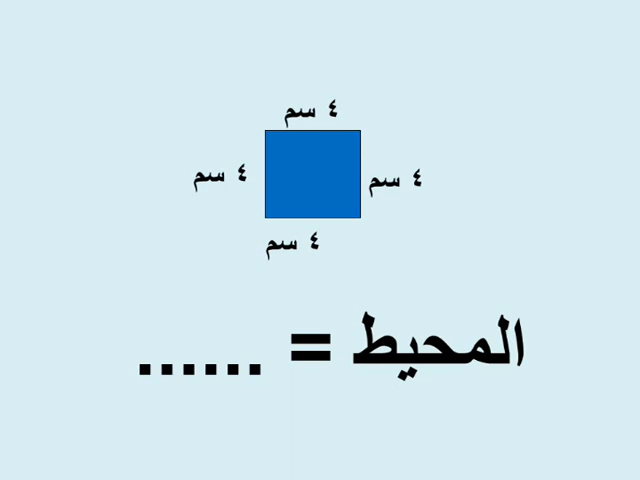 ٤ سم
٤ سم
٤ سم
٤ سم
المحيط = ......